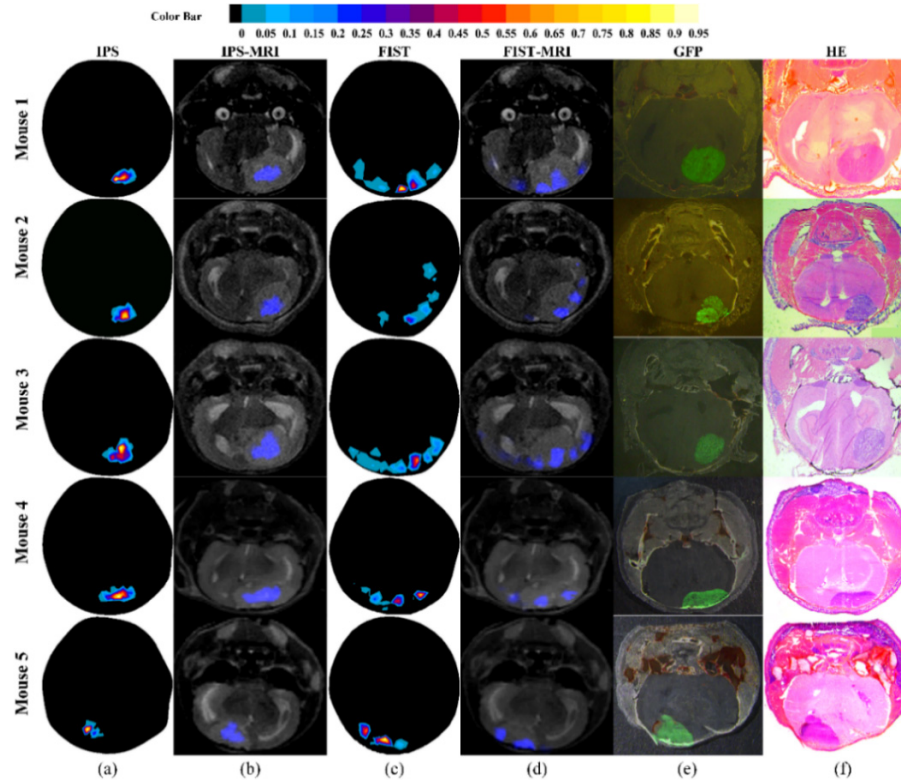 Color Bar
0 0.05 0.1 0.15 0.2 0.25 0.3 0.35 0.4 0.45 0.5 0.55 0.6 0.65 0.7 0.75 0.8 0.85 0.9 0.95
IPS IPS-MRI FIST FIST-MRI GFP HE
Mouse 1
Mouse 2
Mouse 3
Mouse 4
Mouse 5
(a) (b) (c) (d) (e) (f)